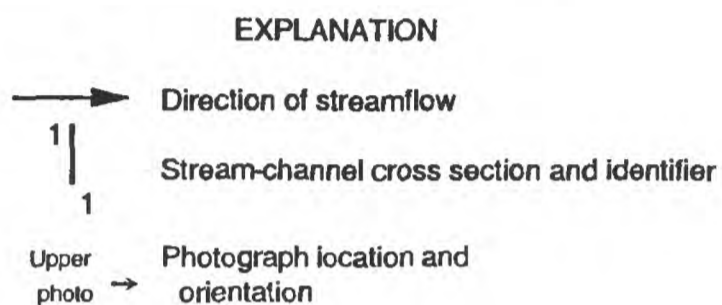 EXPLANATION
Direction of streamflow
1
Stream-channel cross section and identifier
1
Upper Photograph location and
photo → orientation